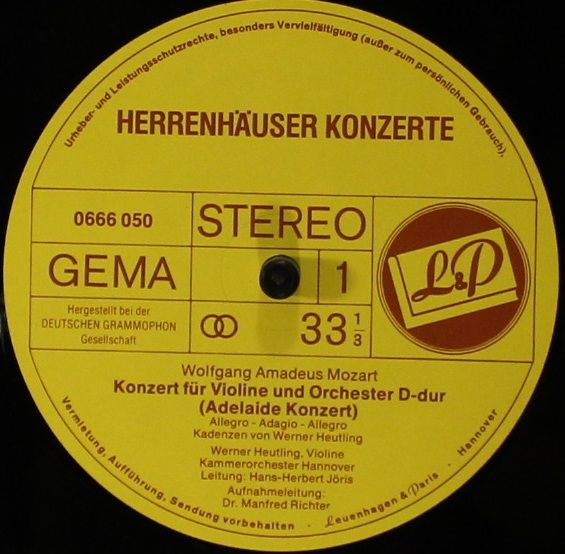 Urheber- und Leistungsschutzrechte, besonders Vervielfältigung (außer zum persönlichen Gebrauch),
HERRENHÄUSER KONZERTE
0666 050
STEREO
GEMA
1
L&P
Hergestellt bei der
DEUTSCHEN GRAMMOPHON
Gesellschaft
33 1/3
Wolfgang Amadeus Mozart
Konzert für Violine und Orchester D-dur
(Adelaide Konzert)
Allegro - Adagio - Allegro
Kadenzen von Werner Heutling
Werner Heutling, Violine
Kammerorchester Hannover
Leitung: Hans-Herbert Jöris
Aufnahmeleitung:
Dr. Manfred Richter
Vermietung, Aufführung, Sendung vorbehalten · Leuenhagen & Paris · Hannover